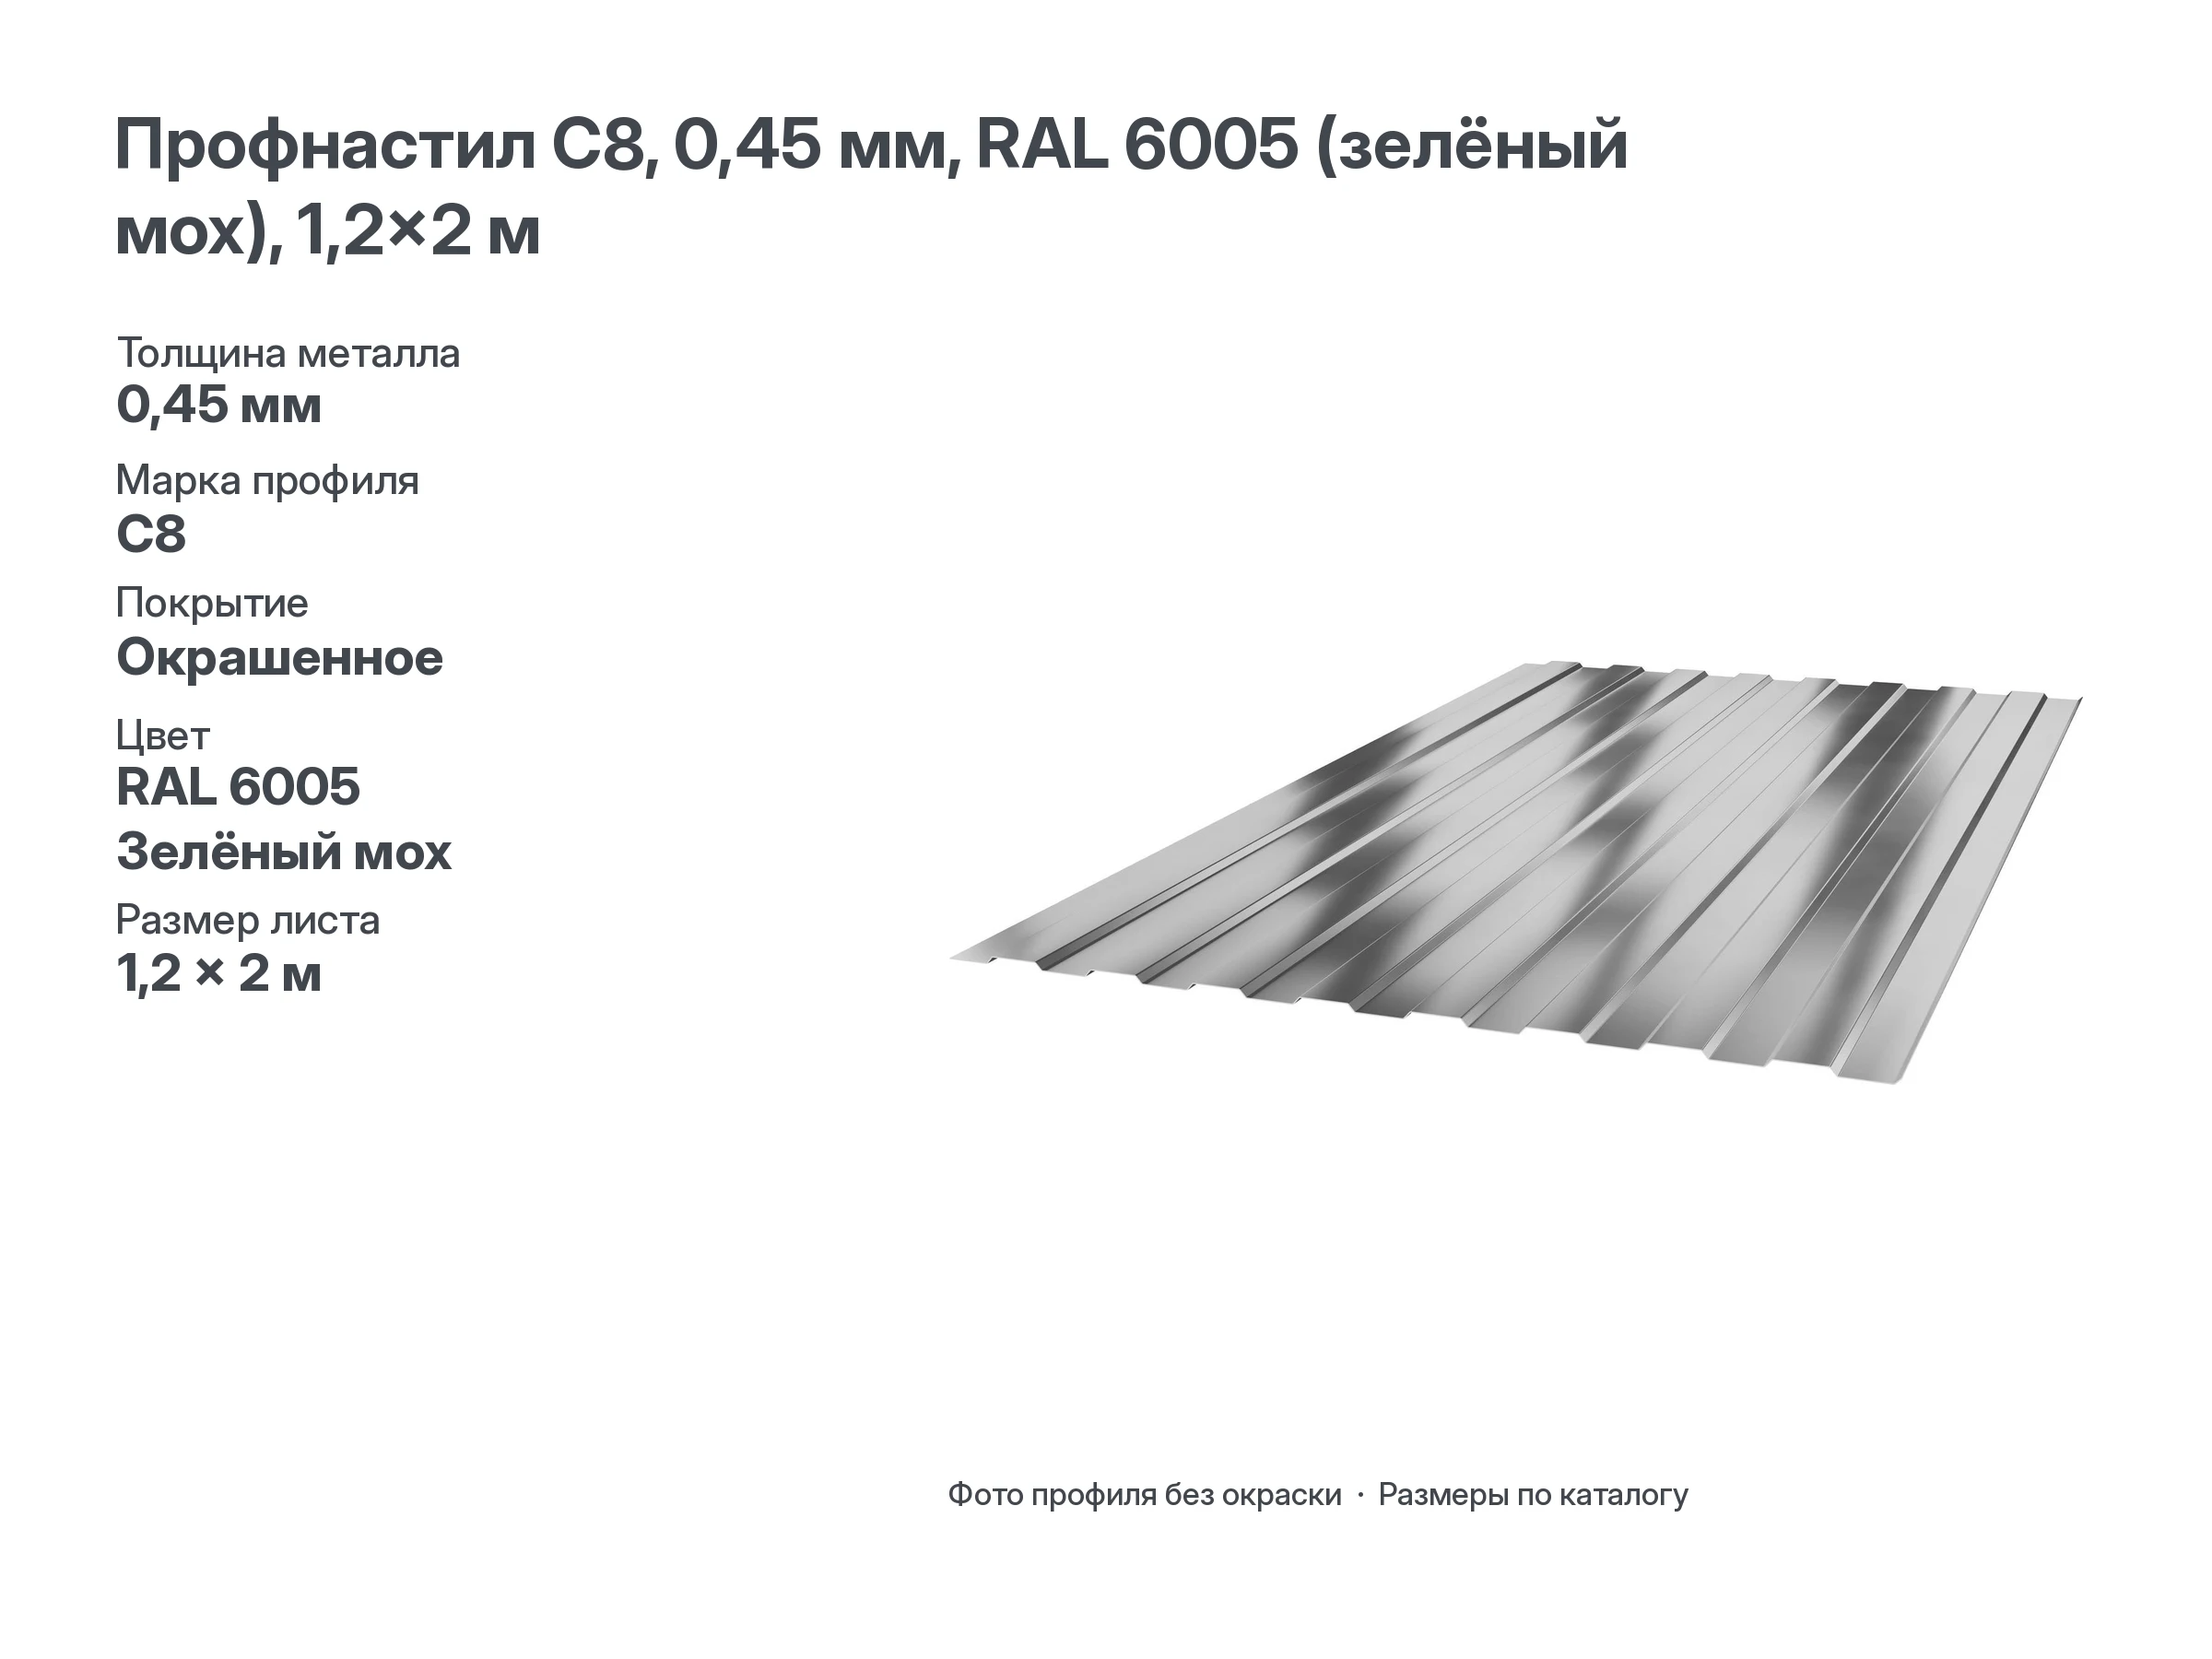 Профнастил С8, 0,45 мм, RAL 6005 (зелёный
мох), 1,2×2 м
Толщина металла
0,45 мм
Марка профиля
С8
Покрытие
Окрашенное
Цвет
RAL 6005
Зелёный мох
Размер листа
1,2 × 2 м
Фото профиля без окраски · Размеры по каталогу